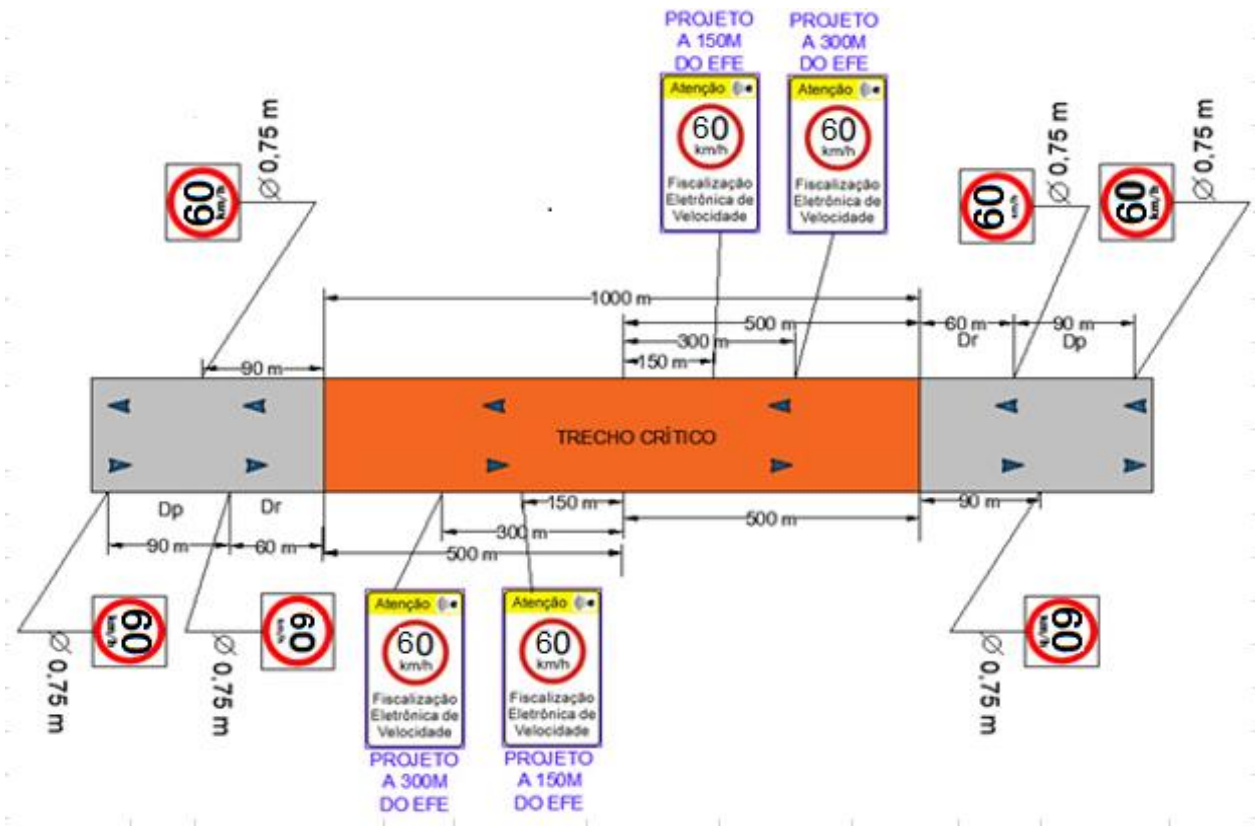 PROJETO
A 150M
DO EFE
PROJETO
A 300M
DO EFE
Atenção
60
km/h
Fiscalização
Eletrônica de
Velocidade
Atenção
60
km/h
Fiscalização
Eletrônica de
Velocidade
60
km/h
Ø 0,75 m
60
km/h
Ø 0,75 m
60
km/h
Ø 0,75 m
1000 m
500 m
60 m
90 m
300 m
Dr
Dp
150 m
90 m
TRECHO CRÍTICO
150 m
90 m
Dp
Dr
300 m
500 m
90 m
60 m
500 m
60
km/h
Ø 0,75 m
60
km/h
Ø 0,75 m
Atenção
60
km/h
Fiscalização
Eletrônica de
Velocidade
Atenção
60
km/h
Fiscalização
Eletrônica de
Velocidade
60
km/h
Ø 0,75 m
PROJETO
A 300M
DO EFE
PROJETO
A 150M
DO EFE